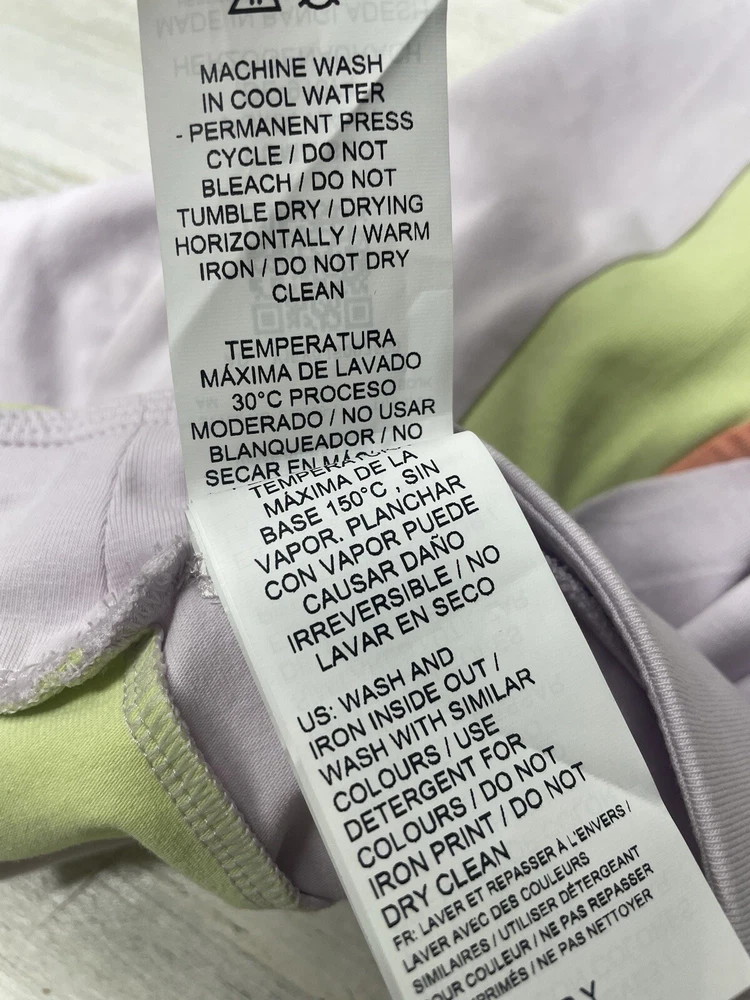 MACHINE WASH
IN COOL WATER
- PERMANENT PRESS
CYCLE / DO NOT
BLEACH / DO NOT
TUMBLE DRY / DRYING
HORIZONTALLY / WARM
IRON / DO NOT DRY
CLEAN
TEMPERATURA
MÁXIMA DE LAVADO
30°C PROCESO
MODERADO / NO USAR
BLANQUEADOR / NO
SECAR EN
MÁXIMA DE LA
BASE 150°C , SIN
VAPOR. PLANCHAR
CON VAPOR PUEDE
CAUSAR DAÑO
IRREVERSIBLE / NO
LAVAR EN SECO
US: WASH AND
IRON INSIDE OUT /
WASH WITH SIMILAR
COLOURS / USE
DETERGENT FOR
COLOURS / DO NOT
IRON PRINT / DO NOT
DRY CLEAN
FR: LAVER ET REPASSER À L'ENVERS /
LAVER AVEC DES COULEURS
SIMILAIRES / UTILISER DÉTERGENT
COULEUR / NE PAS REPASSER
/ NE PAS NETTOYER